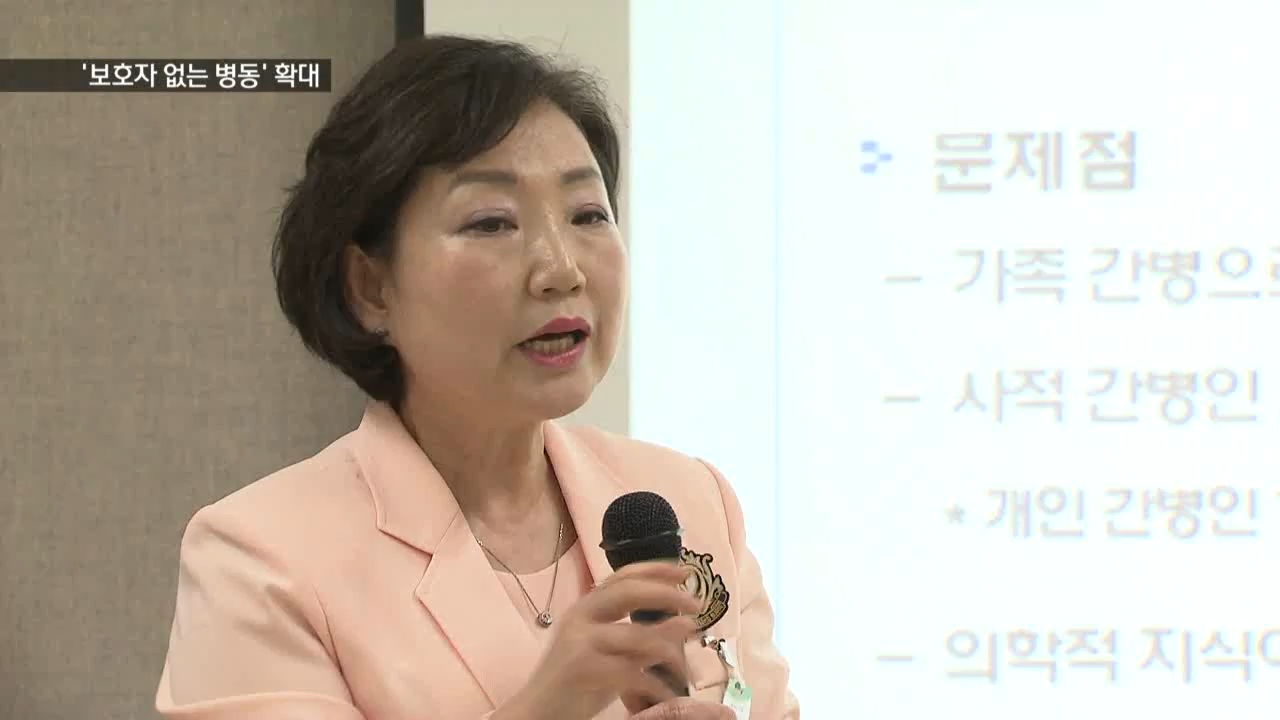 '보호자 없는 병동' 확대
문제점
– 가족 간병으로
– 사적 간병인
* 개인 간병인
– 의학적 지식